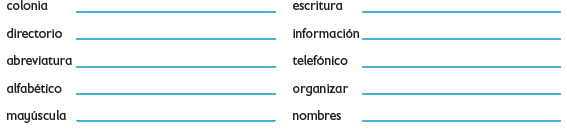 colonia escritura
directorio información
abreviatura telefónico
alfabético organizar
mayúscula nombres